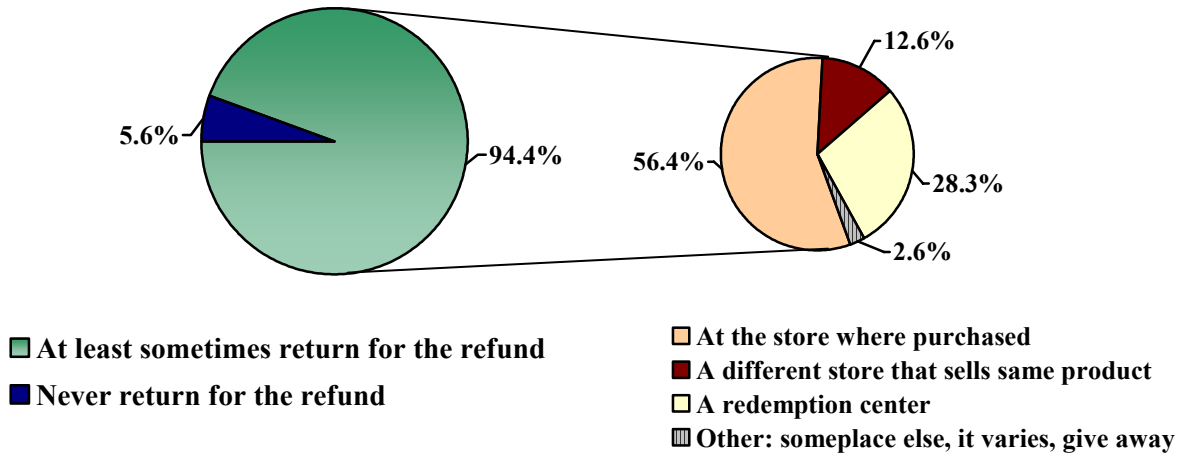 12.6%
5.6%
94.4%
56.4%
28.3%
2.6%
At least sometimes return for the refund
Never return for the refund
At the store where purchased
A different store that sells same product
A redemption center
Other: someplace else, it varies, give away